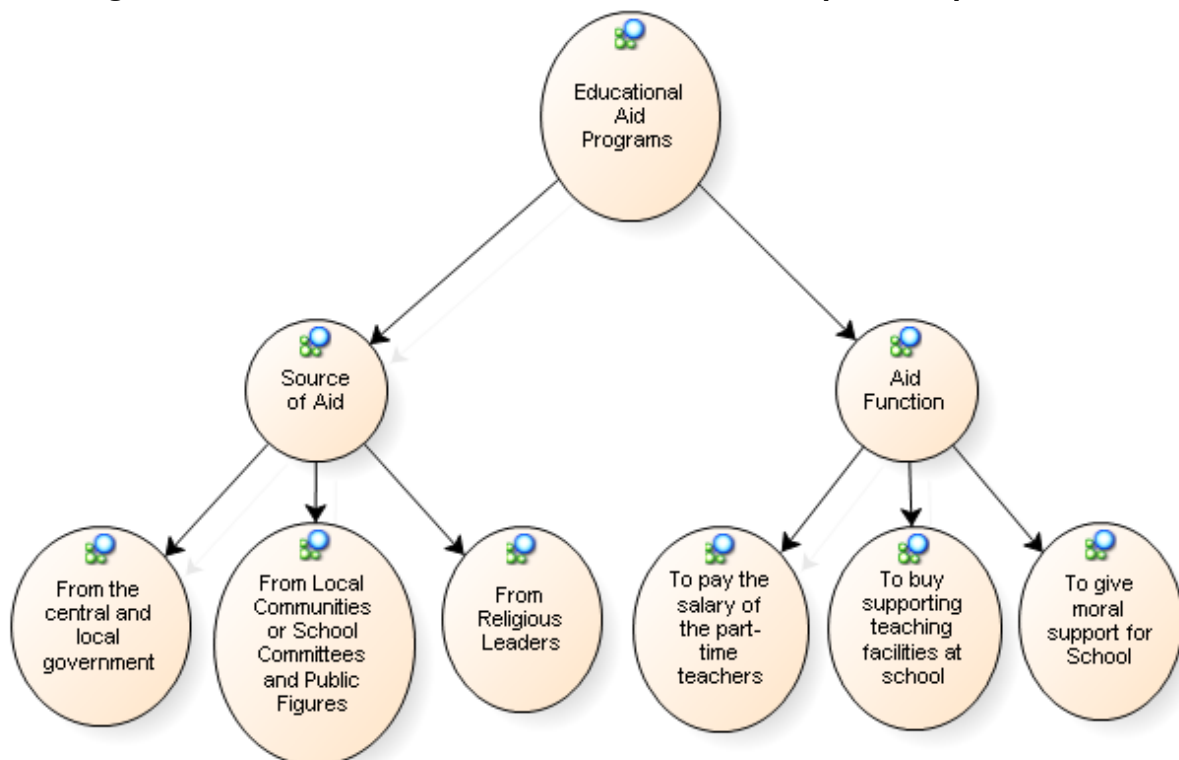 Educational
Aid
Programs
Source
of Aid
Aid
Function
From the
central and
local
government
From Local
Communities
or School
Committees
and Public
Figures
From
Religious
Leaders
To pay the
salary of
the part-
time
teachers
To buy
supporting
teaching
facilities at
school
To give
moral
support for
School